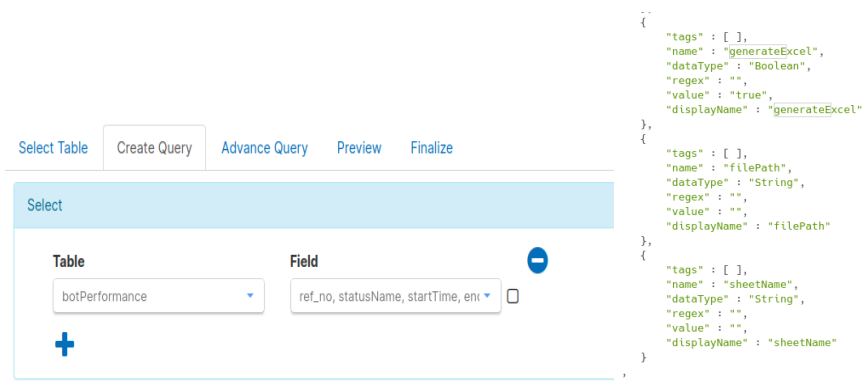 Select Table Create Query Advance Query Preview Finalize
Select
Table Field
botPerformance ref_no, statusName, startTime,
{
"tags" : [ ],
"name" : "generateExcel",
"dataType" : "Boolean",
"regex" : "",
"value" : "true",
"displayName" : "generateExcel"
},
{
"tags" : [ ],
"name" : "filePath",
"dataType" : "String",
"regex" : "",
"value" : "",
"displayName" : "filePath"
},
{
"tags" : [ ],
"name" : "sheetName",
"dataType" : "String",
"regex" : "",
"value" : "",
"displayName" : "sheetName"
}
,